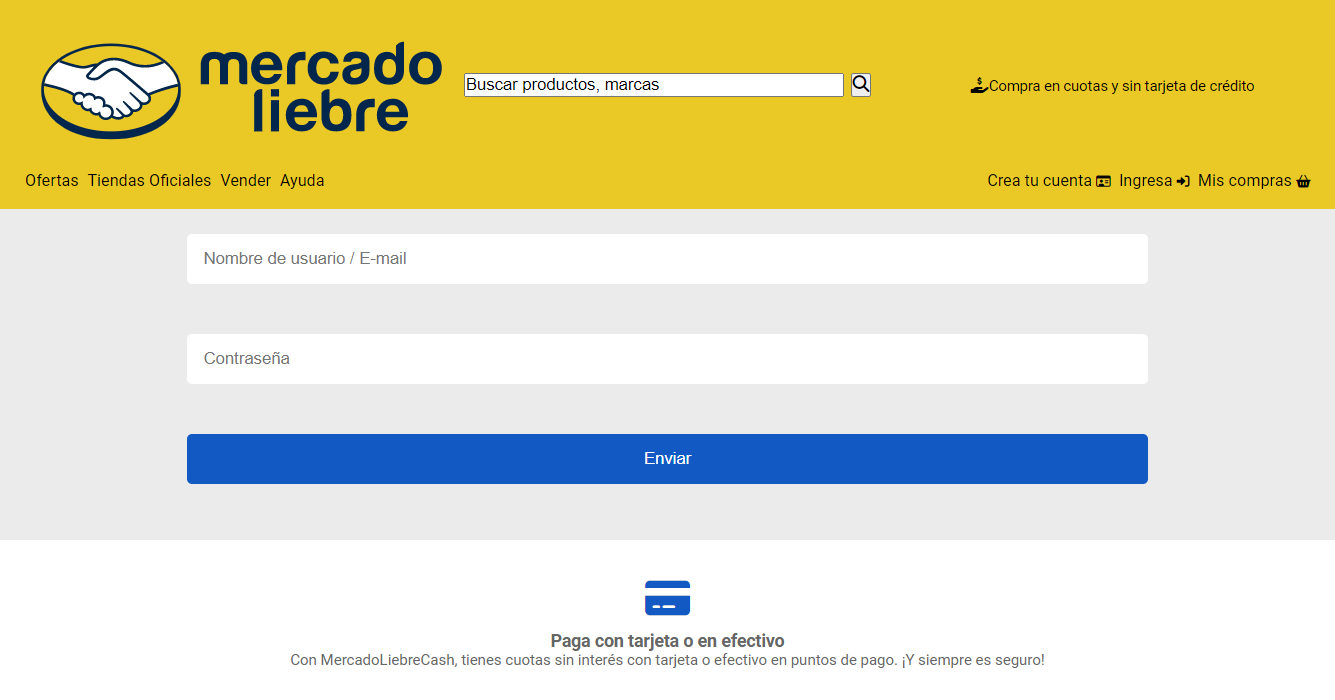 mercado
liebre
Buscar productos, marcas
Compra en cuotas y sin tarjeta de crédito
Ofertas Tiendas Oficiales Vender Ayuda
Crea tu cuenta Ingresa Mis compras
Nombre de usuario / E-mail
Contraseña
Enviar
Paga con tarjeta o en efectivo
Con MercadoLiebreCash, tienes cuotas sin interés con tarjeta o efectivo en puntos de pago. ¡Y siempre es seguro!